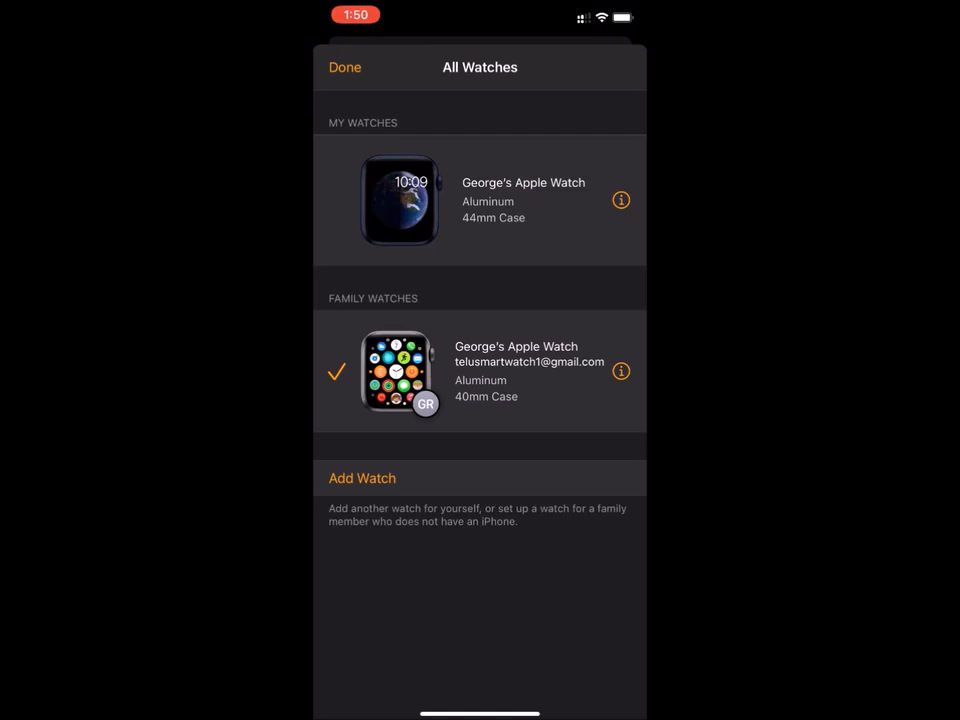 1:50
Done
All Watches
MY WATCHES
10:09
George's Apple Watch
Aluminum
44mm Case
FAMILY WATCHES
George's Apple Watch
telusmartwatch1@gmail.com
Aluminum
40mm Case
GR
Add Watch
Add another watch for yourself, or set up a watch for a family
member who does not have an iPhone.